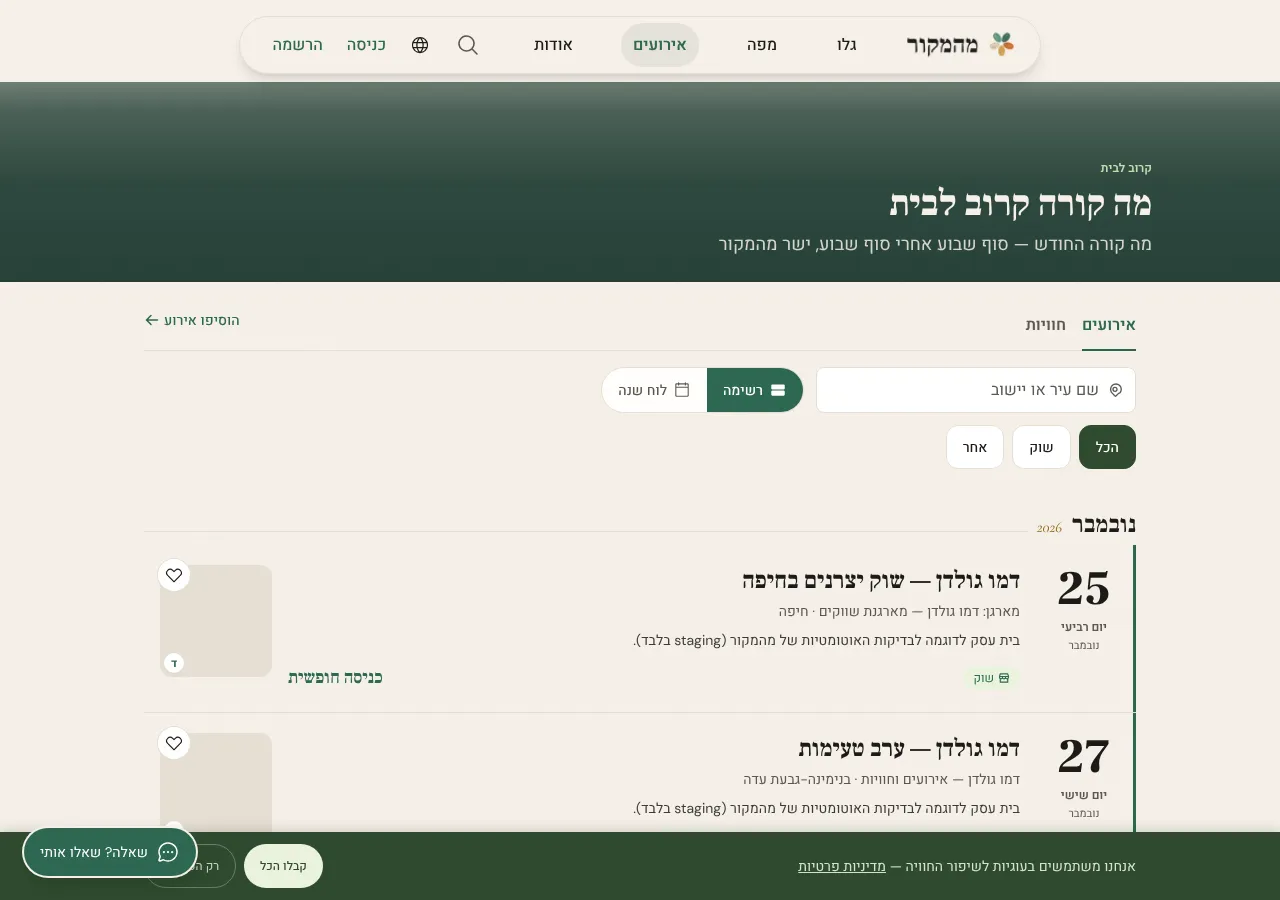 מהמקור
גלו
מפה
אירועים
אודות
כניסה
הרשמה
קרוב לבית
מה קורה קרוב לבית
מה קורה החודש — סוף שבוע אחרי סוף שבוע, ישר מהמקור
אירועים
חוויות
הוסיפו אירוע ←
שם עיר או יישוב
רשימה
לוח שנה
הכל
שוק
אחר
נובמבר 2026
25
יום רביעי
נובמבר
דמו גולדן — שוק יצרנים בחיפה
מארגן: דמו גולדן — מארגנת שווקים · חיפה
בית עסק לדוגמה לבדיקות האוטומטיות של מהמקור (staging בלבד).
שוק
כניסה חופשית
ד
27
יום שישי
נובמבר
דמו גולדן — ערב טעימות
דמו גולדן — אירועים וחוויות · בנימינה-גבעת עדה
בית עסק לדוגמה לבדיקות האוטומטיות של מהמקור (staging בלבד).
אנחנו משתמשים בעוגיות לשיפור החוויה — מדיניות פרטיות
קבלו הכל
רק
שאלה? שאלו אותי